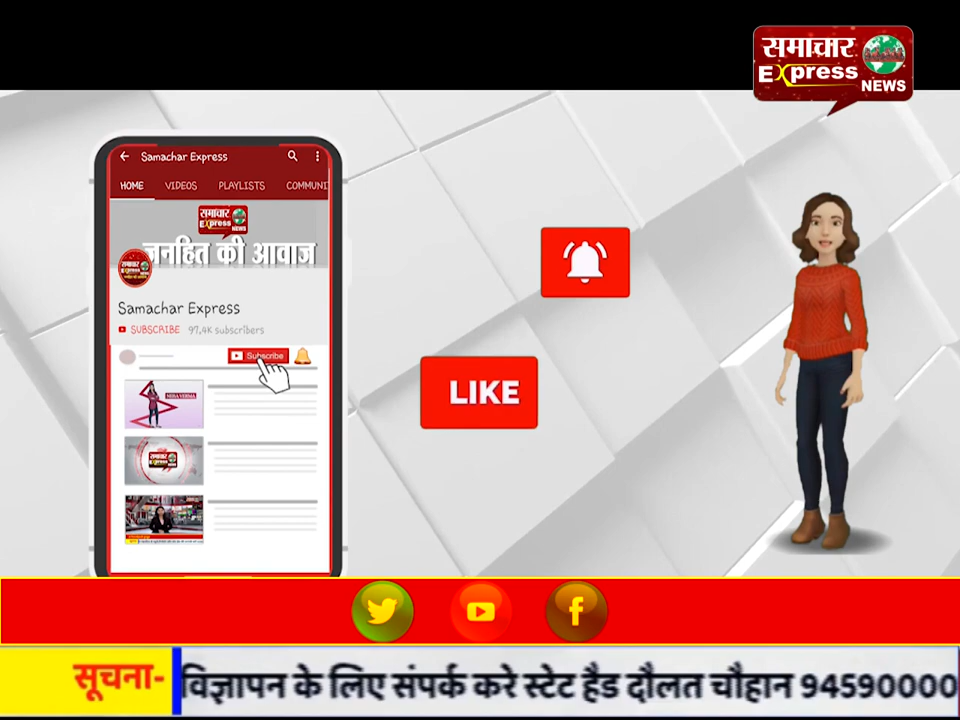 समाचार
Express
NEWS
Samachar Express
HOME VIDEOS PLAYLISTS COMMUNI
समाचार
Express
NEWS
जनहित की आवाज
Samachar Express
SUBSCRIBE 97.4K subscribers
Subscribe
LIKE
सूचना- विज्ञापन के लिए संपर्क करे स्टेट हैड दौलत चौहान 94590000